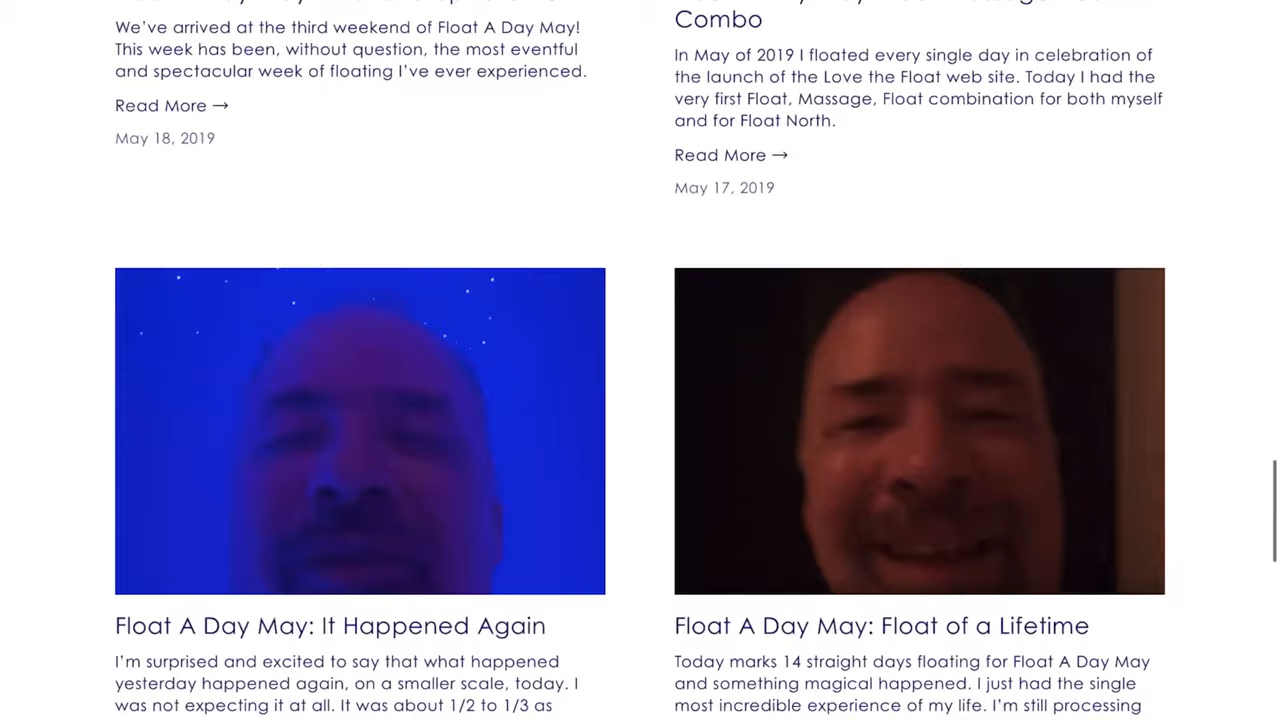 We’ve arrived at the third weekend of Float A Day May!
This week has been, without question, the most eventful
and spectacular week of floating I’ve ever experienced.
Read More →
May 18, 2019
Combo
In May of 2019 I floated every single day in celebration of
the launch of the Love the Float web site. Today I had the
very first Float, Massage, Float combination for both myself
and for Float North.
Read More →
May 17, 2019
Float A Day May: It Happened Again
I’m surprised and excited to say that what happened
yesterday happened again, on a smaller scale, today. I
was not expecting it at all. It was about 1/2 to 1/3 as
Float A Day May: Float of a Lifetime
Today marks 14 straight days floating for Float A Day May
and something magical happened. I just had the single
most incredible experience of my life. I’m still processing